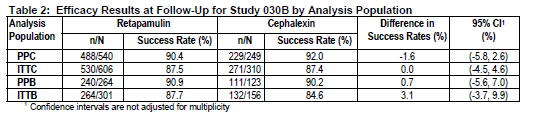 Table 2: Efficacy Results at Follow-Up for Study 030B by Analysis Population
Analysis Population Retapamulin Cephalexin Difference in Success Rates (%) 95% CI¹ (%)
n/N Success Rate (%) n/N Success Rate (%)
PPC 488/540 90.4 229/249 92.0 -1.6 (-5.8, 2.6)
ITTC 530/606 87.5 271/310 87.4 0.0 (-4.5, 4.6)
PPB 240/264 90.9 111/123 90.2 0.7 (-5.6, 7.0)
ITTB 264/301 87.7 132/156 84.6 3.1 (-3.7, 9.9)
¹ Confidence intervals are not adjusted for multiplicity